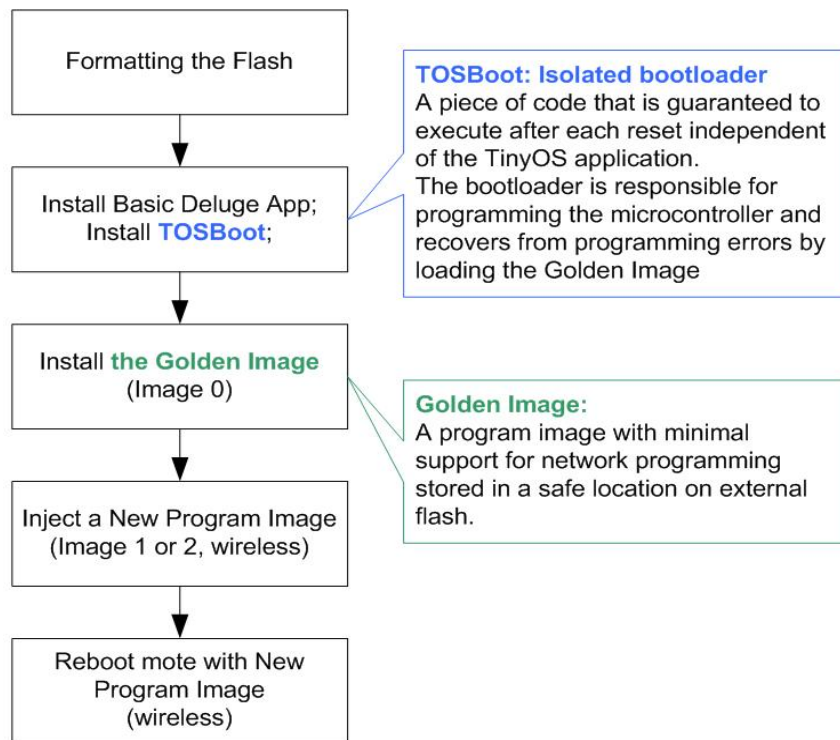 Formatting the Flash
Install Basic Deluge App;
Install TOSBoot;
TOSBoot: Isolated bootloader
A piece of code that is guaranteed to
execute after each reset independent
of the TinyOS application.
The bootloader is responsible for
programming the microcontroller and
recovers from programming errors by
loading the Golden Image
Install the Golden Image
(Image 0)
Golden Image:
A program image with minimal
support for network programming
stored in a safe location on external
flash.
Inject a New Program Image
(Image 1 or 2, wireless)
Reboot mote with New
Program Image
(wireless)